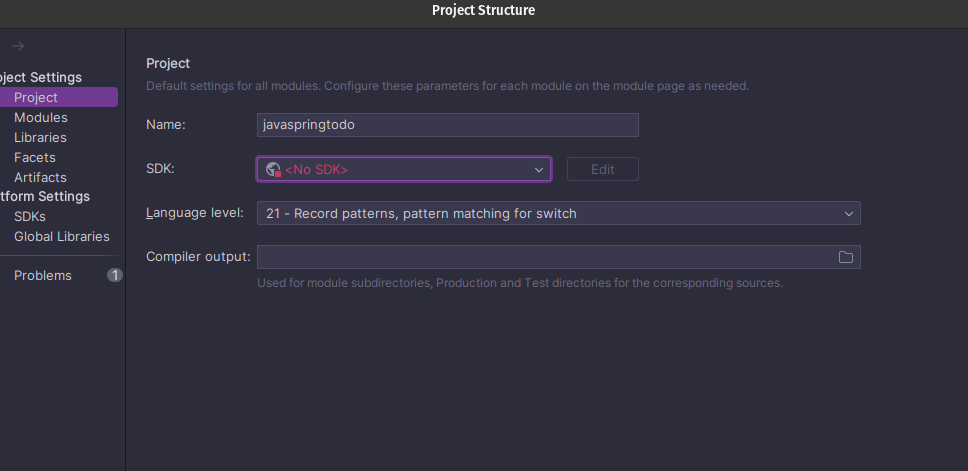 Project Structure
oject Settings
Project
Modules
Libraries
Facets
Artifacts
tform Settings
SDKs
Global Libraries
Problems 1
Project
Default settings for all modules. Configure these parameters for each module on the module page as needed.
Name: javaspringtodo
SDK: <No SDK> Edit
Language level: 21 - Record patterns, pattern matching for switch
Compiler output:
Used for module subdirectories, Production and Test directories for the corresponding sources.